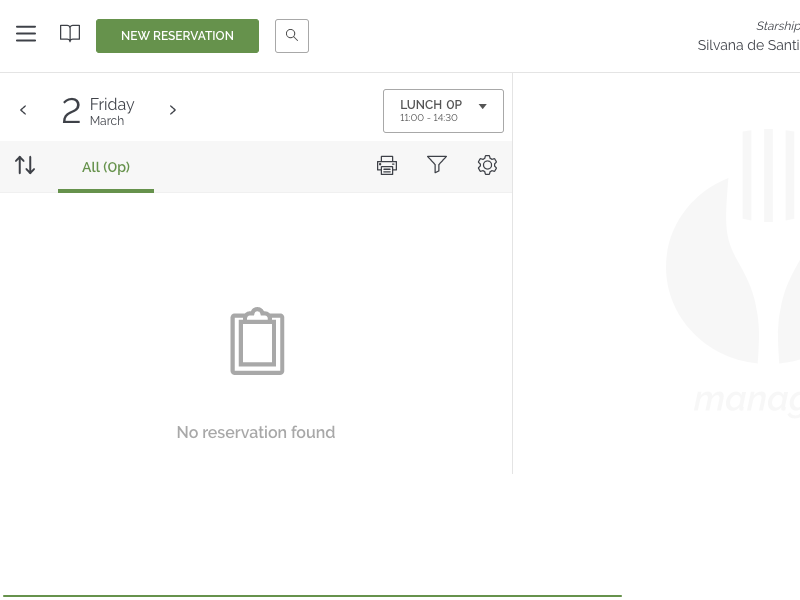 NEW RESERVATION
Starship
Silvana de Santi
2 Friday
March
LUNCH 0P
11:00 - 14:30
All (0p)
No reservation found
manag